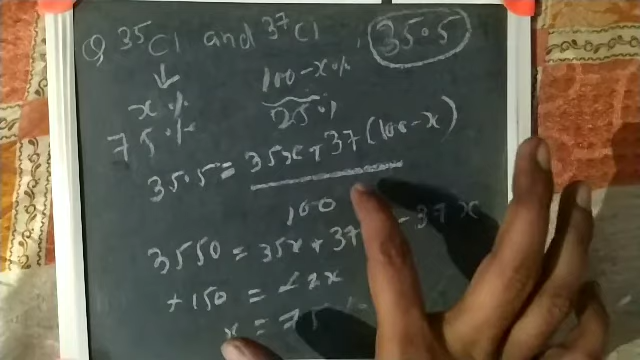 Q 35Cl and 37Cl , 35.5
↓
x % 100-x%
75% 25%
35.5 = 35x + 37(100-x)
100
3550 = 35x + 37 - 37x
+150 = +2x
x = 75